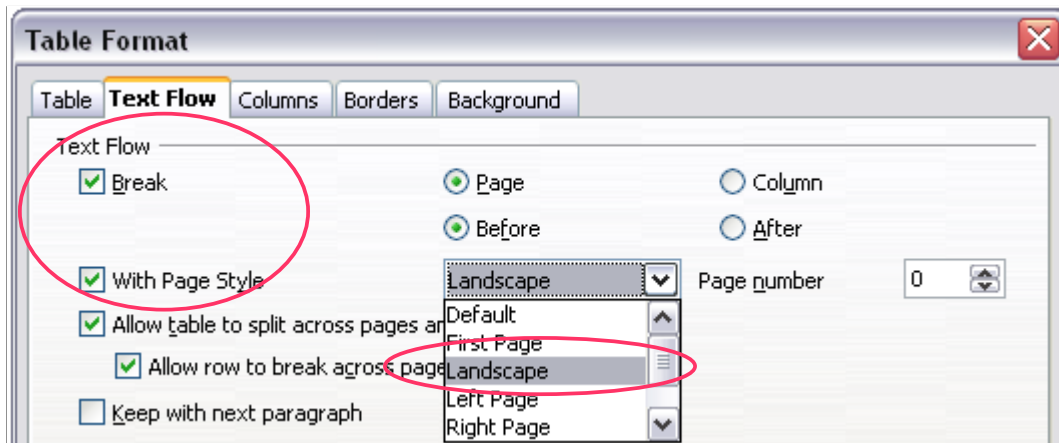 Table Format
Table Text Flow Columns Borders Background
Text Flow
Break Page Column
Before After
With Page Style Landscape Page number 0
Default
Allow table to split across pages
First Page
Allow row to break across page Landscape
Left Page
Keep with next paragraph
Right Page